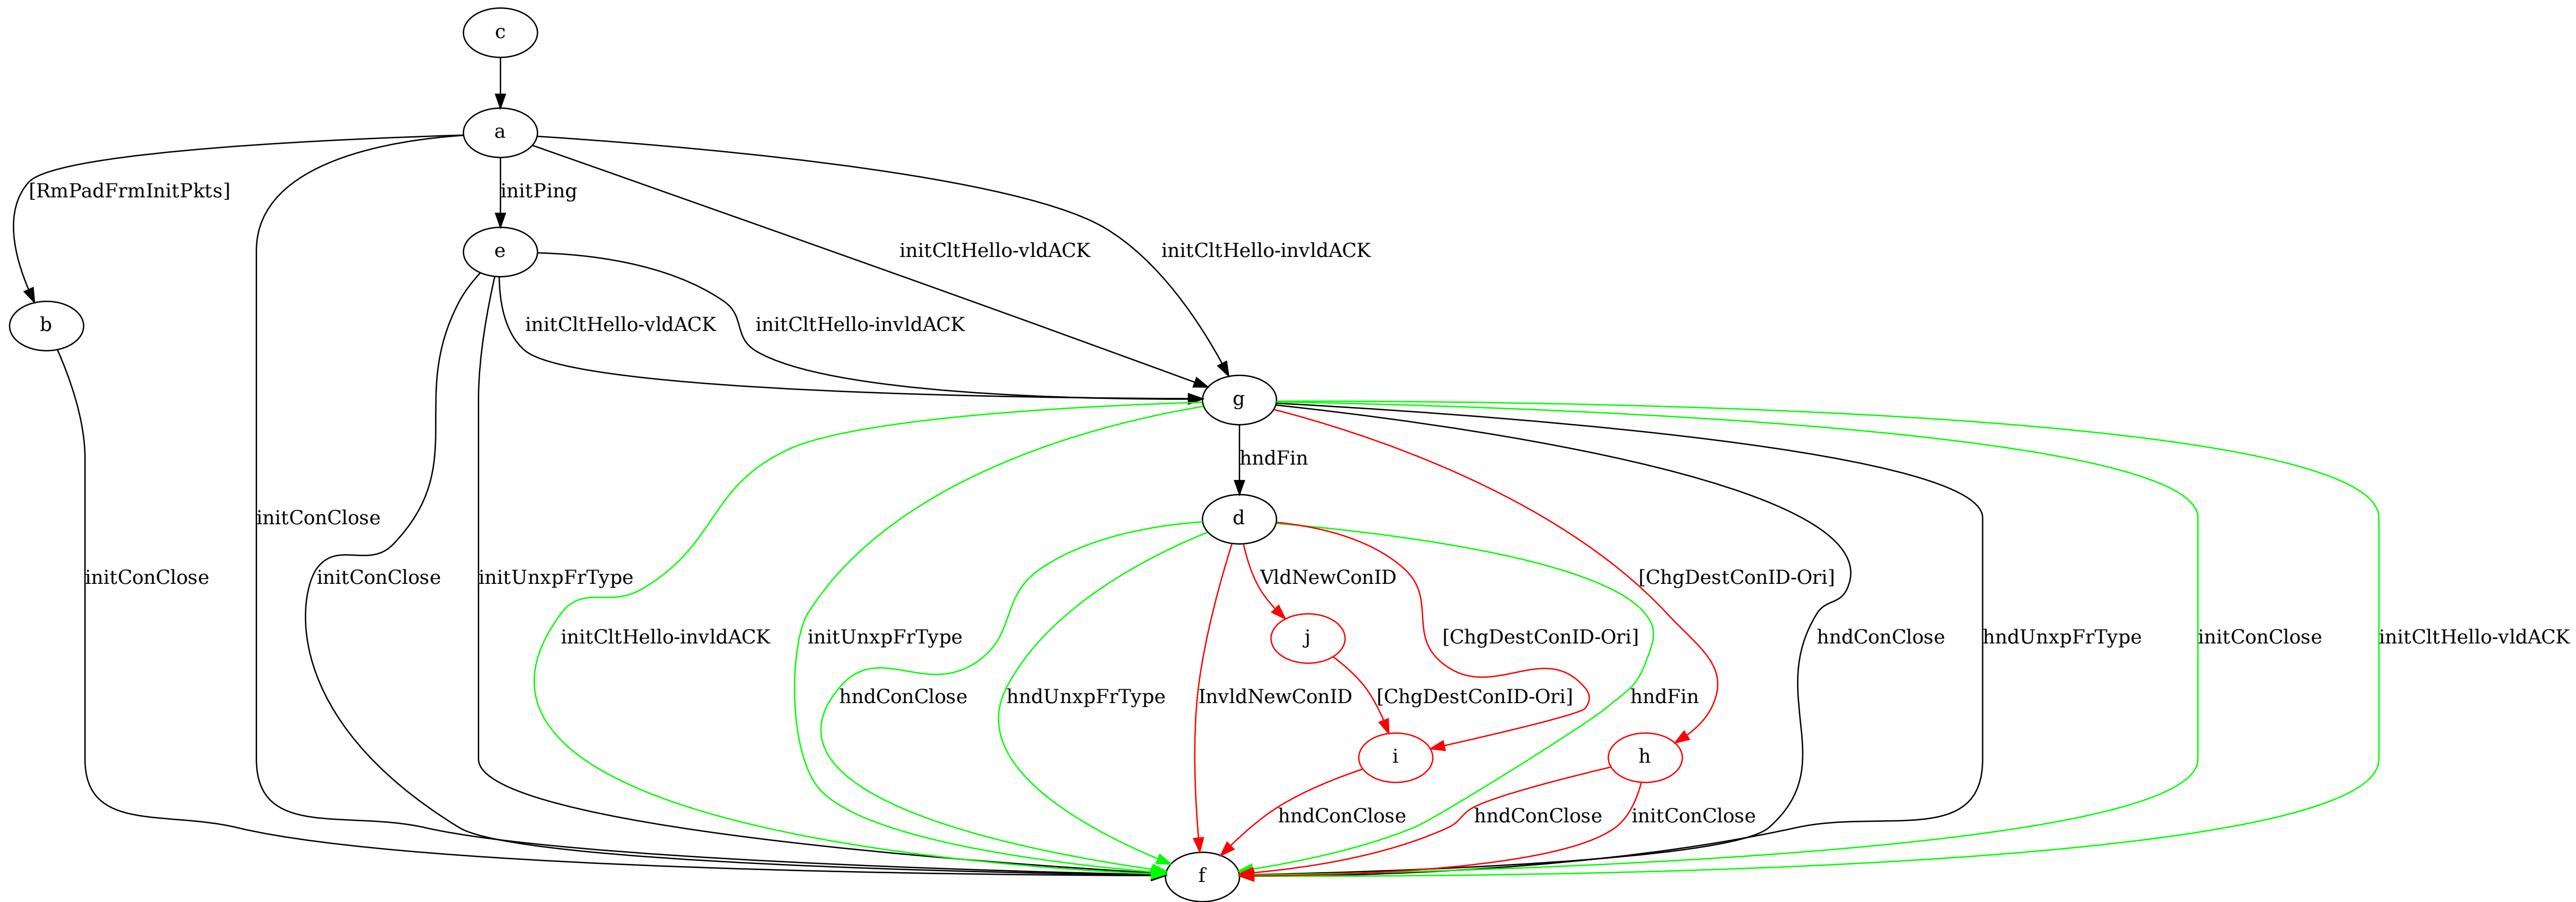 c
a
[RmPadFrmInitPkts]
initPing
e
initCltHello-vldACK
initCltHello-invldACK
b
initCltHello-vldACK
initCltHello-invldACK
g
hndFin
initConClose
d
initConClose
initConClose
initUnxpFrType
VldNewConID
[ChgDestConID-Ori]
initCltHello-invldACK
initUnxpFrType
j
[ChgDestConID-Ori]
hndConClose
hndUnxpFrType
initConClose
initCltHello-vldACK
hndConClose
hndUnxpFrType
InvldNewConID
[ChgDestConID-Ori]
hndFin
i
h
hndConClose
hndConClose
initConClose
f